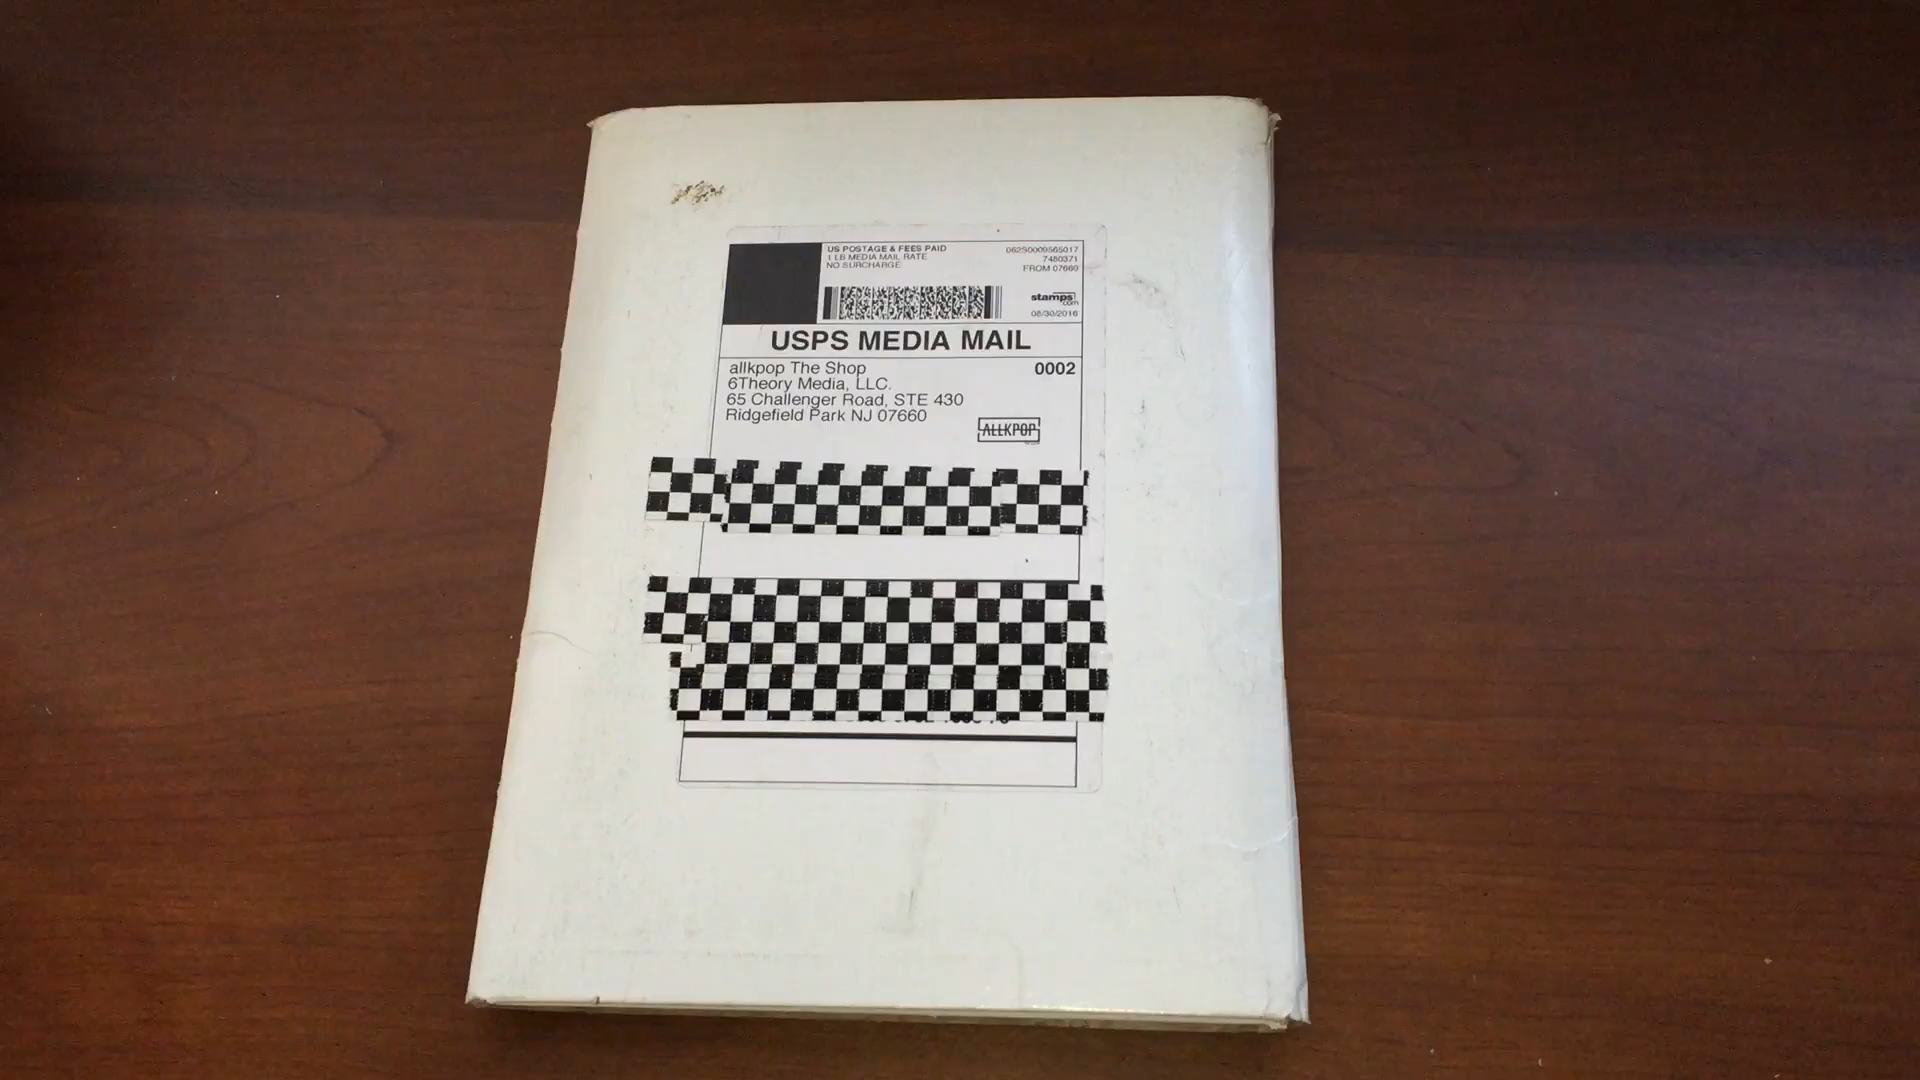 US POSTAGE & FEES PAID
1 LB MEDIA MAIL RATE
NO SURCHARGE
062S0009565017
7480371
FROM 07660
stamps
.com
08/30/2016
USPS MEDIA MAIL
allkpop The Shop
0002
6Theory Media, LLC.
65 Challenger Road, STE 430
Ridgefield Park NJ 07660
ALLKPOP